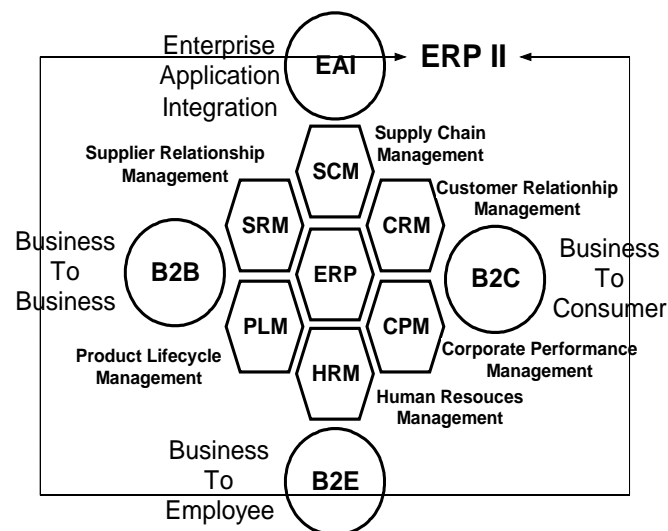 Enterprise
Application
Integration
EAI
ERP II
Supply Chain
Management
SCM
Supplier Relationship
Management
Customer Relationhip
Management
SRM
CRM
Business
To
Business
B2B
ERP
B2C
Business
To
Consumer
PLM
CPM
Product Lifecycle
Management
HRM
Corporate Performance
Management
Human Resouces
Management
Business
To
Employee
B2E